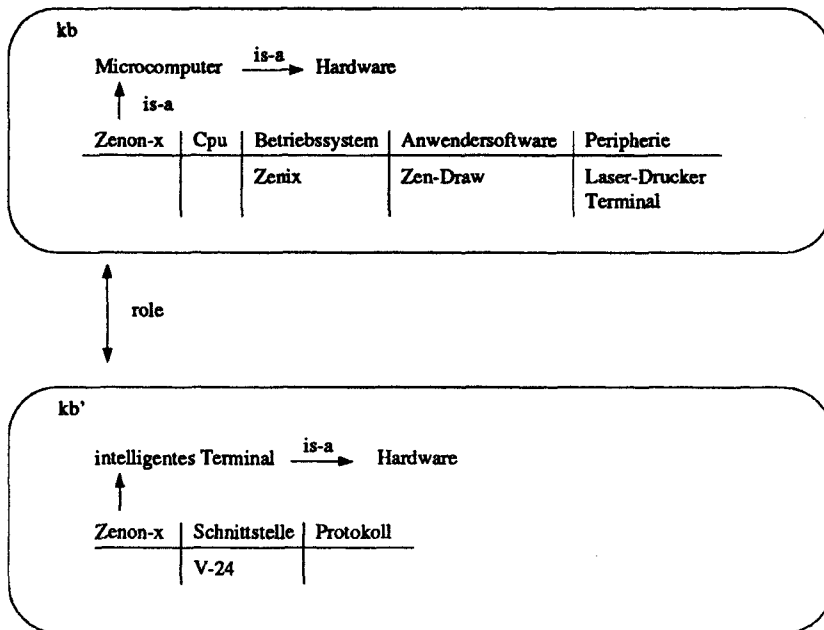 kb
is-a
Microcomputer Hardware
is-a
Zenon-x Cpu Betriebssystem Anwendersoftware Peripherie
Zenix Zen-Draw Laser-Drucker
Terminal
role
kb'
is-a
intelligentes Terminal Hardware
Zenon-x Schnittstelle Protokoll
V-24